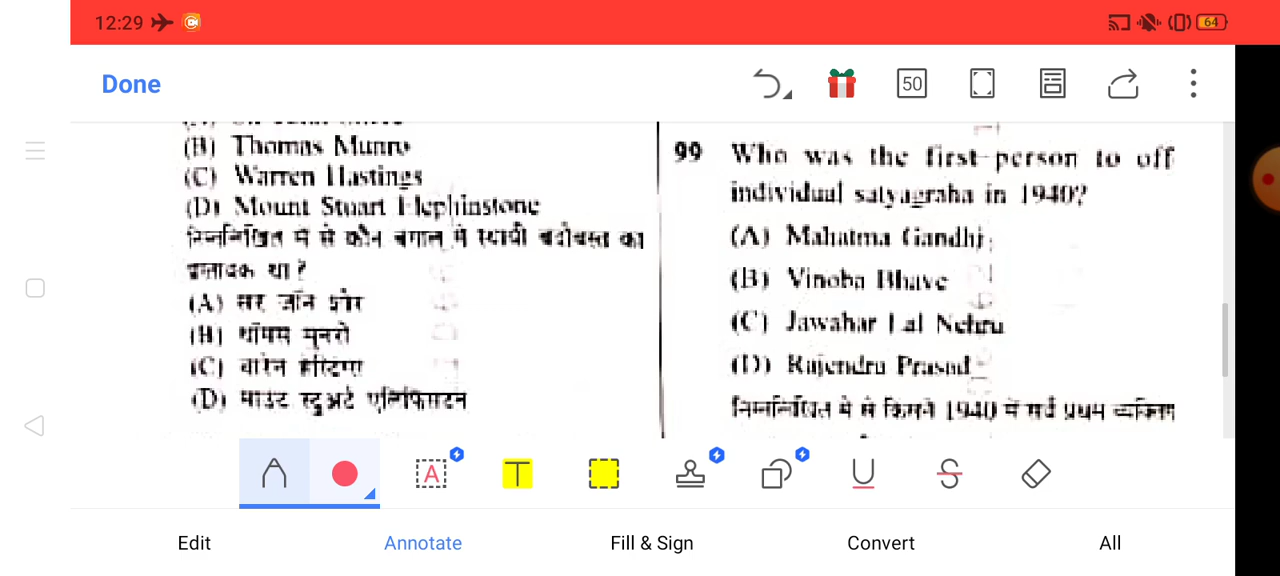 12:29
64
Done
50
(B) Thomas Munro
(C) Warren Hastings
(D) Mount Stuart Elephinstone
निम्नलिखित में से कौन बंगाल में स्थायी बंदोबस्त का
प्रस्तावक था ?
(A) सर जॉन शोर
(B) थॉमस मुनरो
(C) वारेन हेस्टिंग्स
(D) माउंट स्टुअर्ट एलिफिंसटन
99 Who was the first person to off
individual satyagraha in 1940?
(A) Mahatma Gandhi
(B) Vinoba Bhave
(C) Jawahar Lal Nehru
(D) Rajendra Prasad
निम्नलिखित में से किसने 1940 में सर्व प्रथम व्यक्तिग
A
T
U
S
Edit
Annotate
Fill & Sign
Convert
All